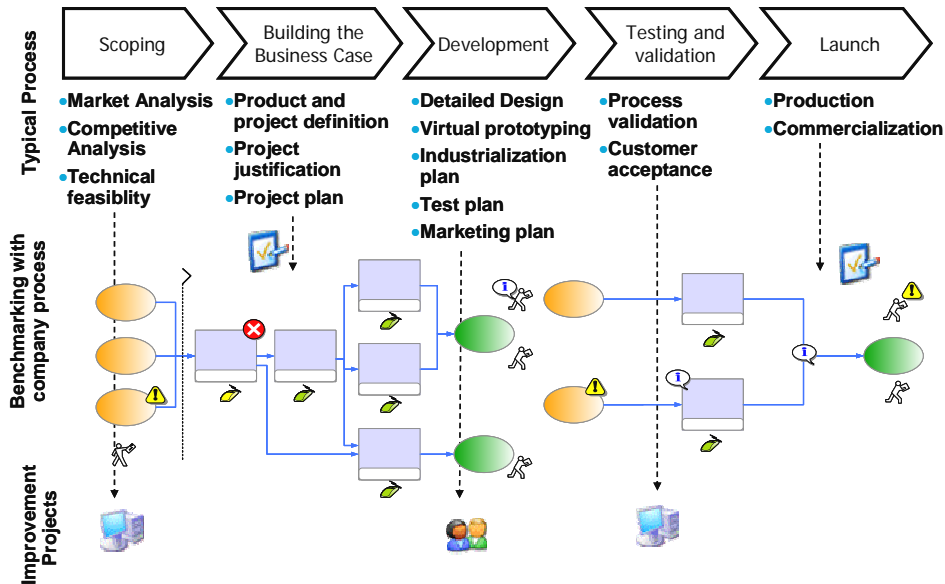 Typical Process
Scoping
Building the
Business Case
Development
Testing and
validation
Launch
•Market Analysis
•Competitive
Analysis
•Technical
feasiblity
•Product and
project definition
•Project
justification
•Project plan
•Detailed Design
•Virtual prototyping
•Industrialization
plan
•Test plan
•Marketing plan
•Process
validation
•Customer
acceptance
•Production
•Commercialization
Benchmarking with
company process
i
i
i
Improvement
Projects